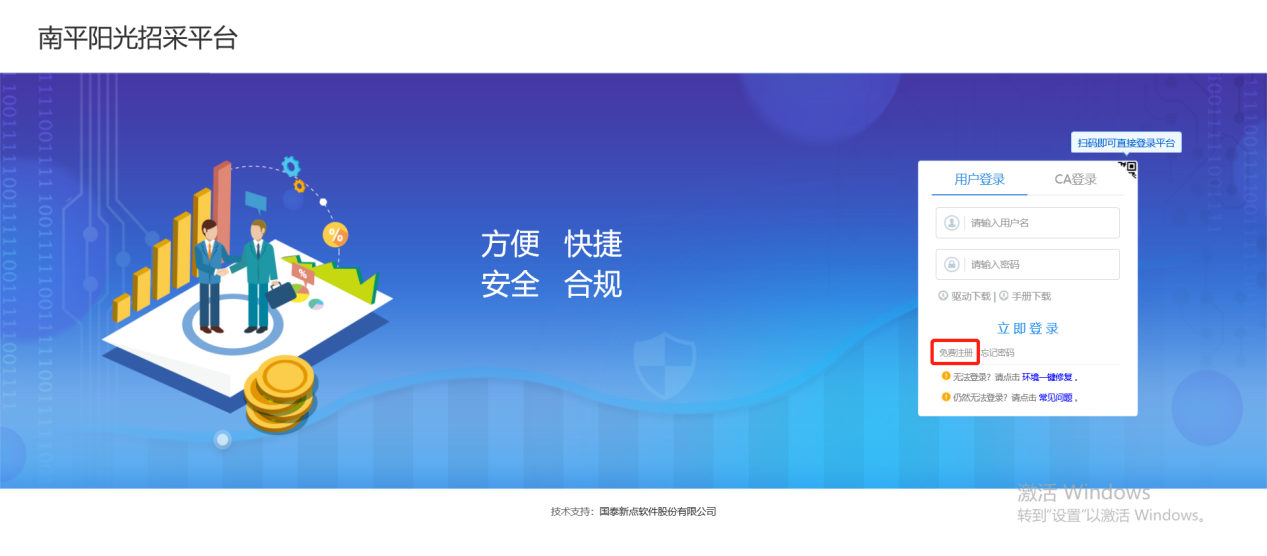 南平阳光招采平台
扫码即可直接登录平台
用户登录 CA登录
请输入用户名
请输入密码
驱动下载 | 手册下载
立即登录
免费注册 忘记密码
无法登录？请点击 环境一键修复 。
仍然无法登录？请点击 常见问题 。
方便 快捷
安全 合规
%
%
技术支持：国泰新点软件股份有限公司
激活 Windows
转到"设置"以激活 Windows。